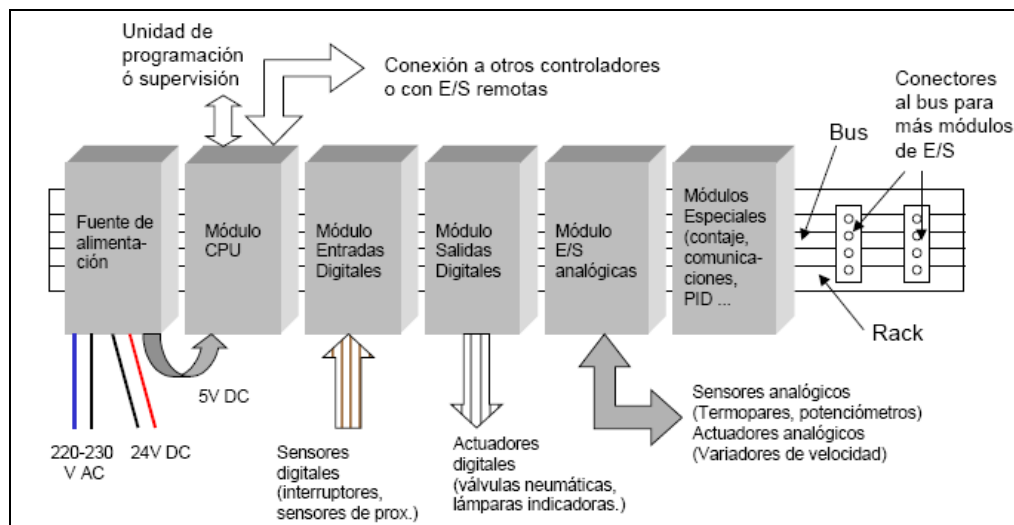 Unidad de
programación
ó supervisión
Conexión a otros controladores
o con E/S remotas
Conectores
al bus para
más módulos
de E/S
Bus
Fuente de
alimenta-
ción
Módulo
CPU
Módulo
Entradas
Digitales
Módulo
Salidas
Digitales
Módulo
E/S
analógicas
Módulos
Especiales
(contaje,
comunica-
ciones,
PID ...
Rack
5V DC
220-230
V AC
24V DC
Sensores
digitales
(interruptores,
sensores de prox.)
Actuadores
digitales
(válvulas neumáticas,
lámparas indicadoras.)
Sensores analógicos
(Termopares, potenciómetros)
Actuadores analógicos
(Variadores de velocidad)